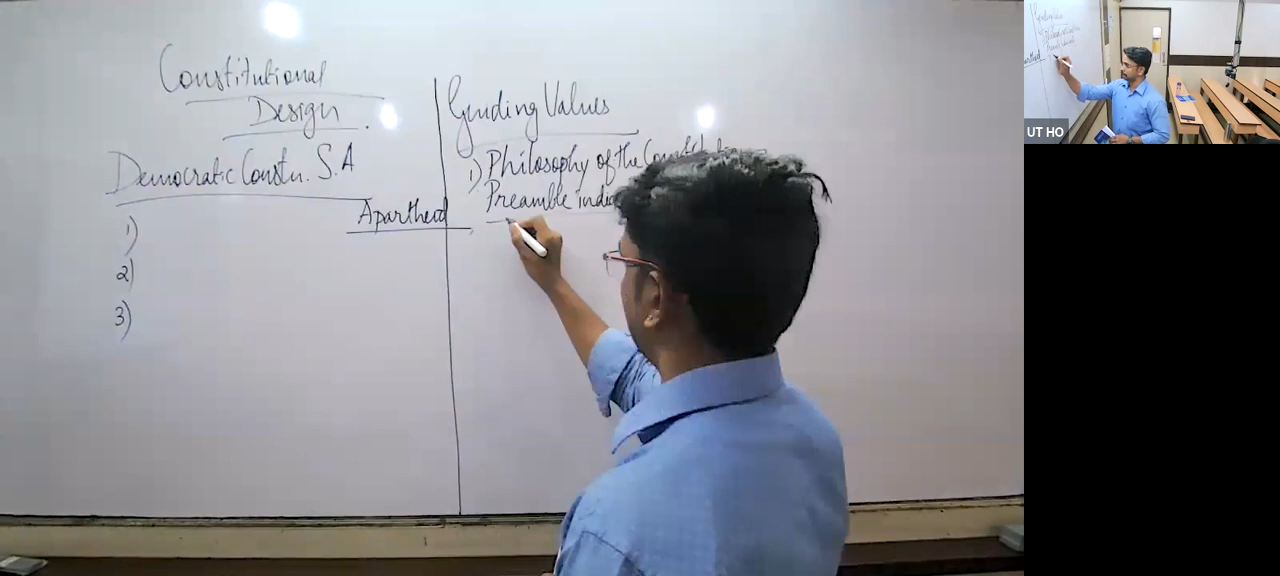 Constitutional
Design.
Democratic Constn. S.A
Apartheid
1)
2)
3)
Guiding Values
1) Philosophy of the
Preamble
UT HO